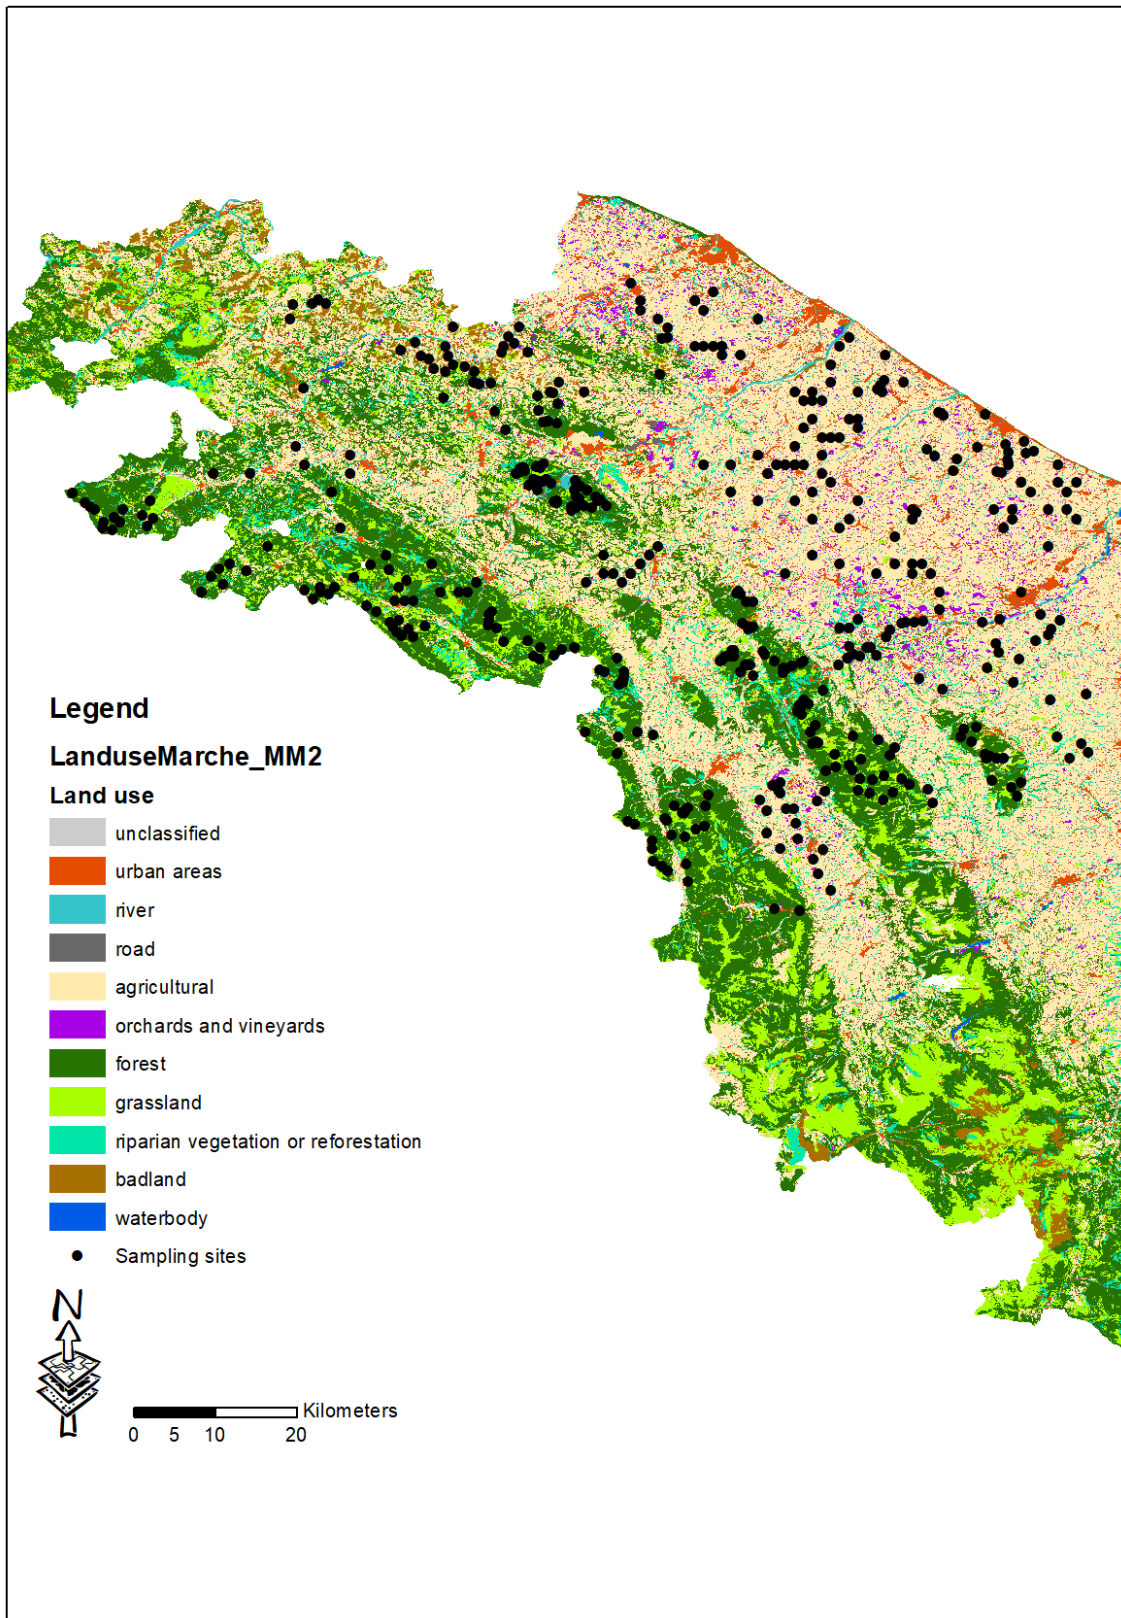 Legend
LanduseMarche_MM2
Land use
unclassified
urban areas
river
road
agricultural
orchards and vineyards
forest
grassland
riparian vegetation or reforestation
badland
waterbody
Sampling sites
N
Kilometers
0 5 10 20